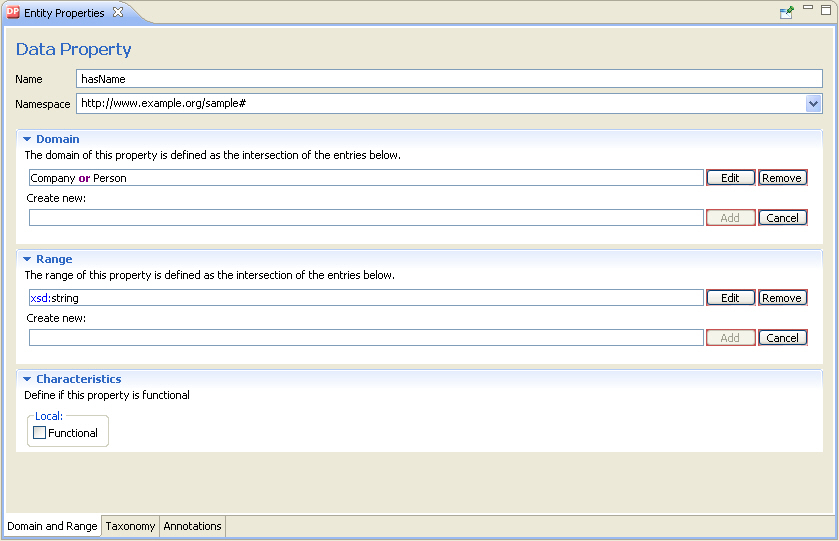 DP Entity Properties
Data Property
Name hasName
Namespace http://www.example.org/sample#
Domain
The domain of this property is defined as the intersection of the entries below.
Company or Person Edit Remove
Create new:
Add Cancel
Range
The range of this property is defined as the intersection of the entries below.
xsd:string Edit Remove
Create new:
Add Cancel
Characteristics
Define if this property is functional
Local:
Functional
Domain and Range Taxonomy Annotations